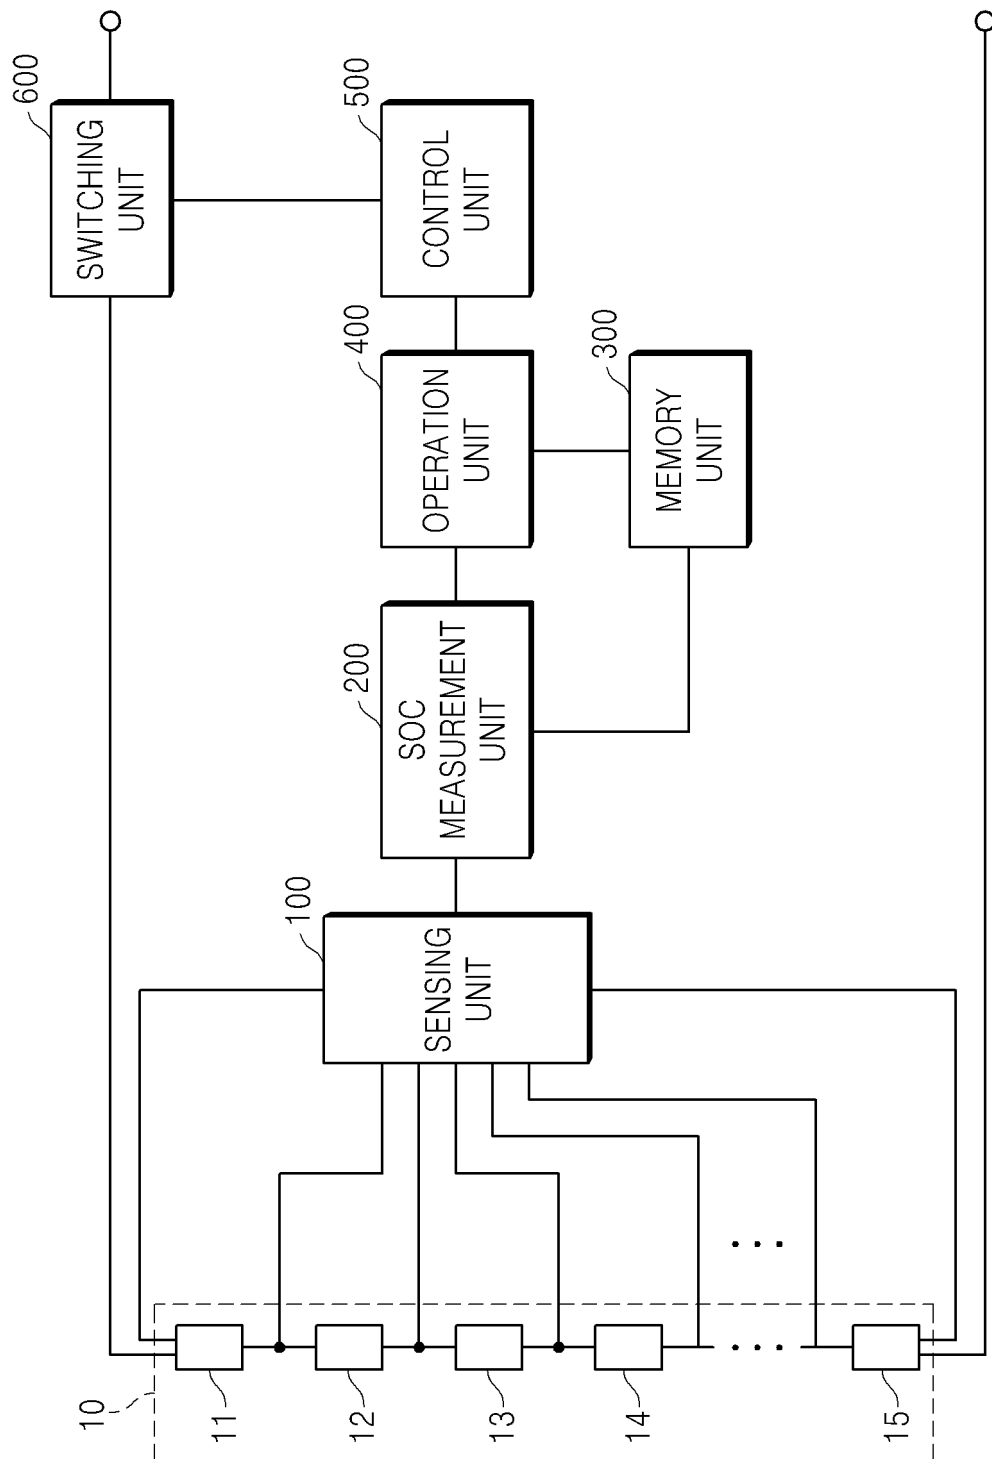 600
SWITCHING
UNIT
500
CONTROL
UNIT
400
OPERATION
UNIT
300
MEMORY
UNIT
200
SOC
MEASUREMENT
UNIT
100
SENSING
UNIT
10
11
12
13
14
15